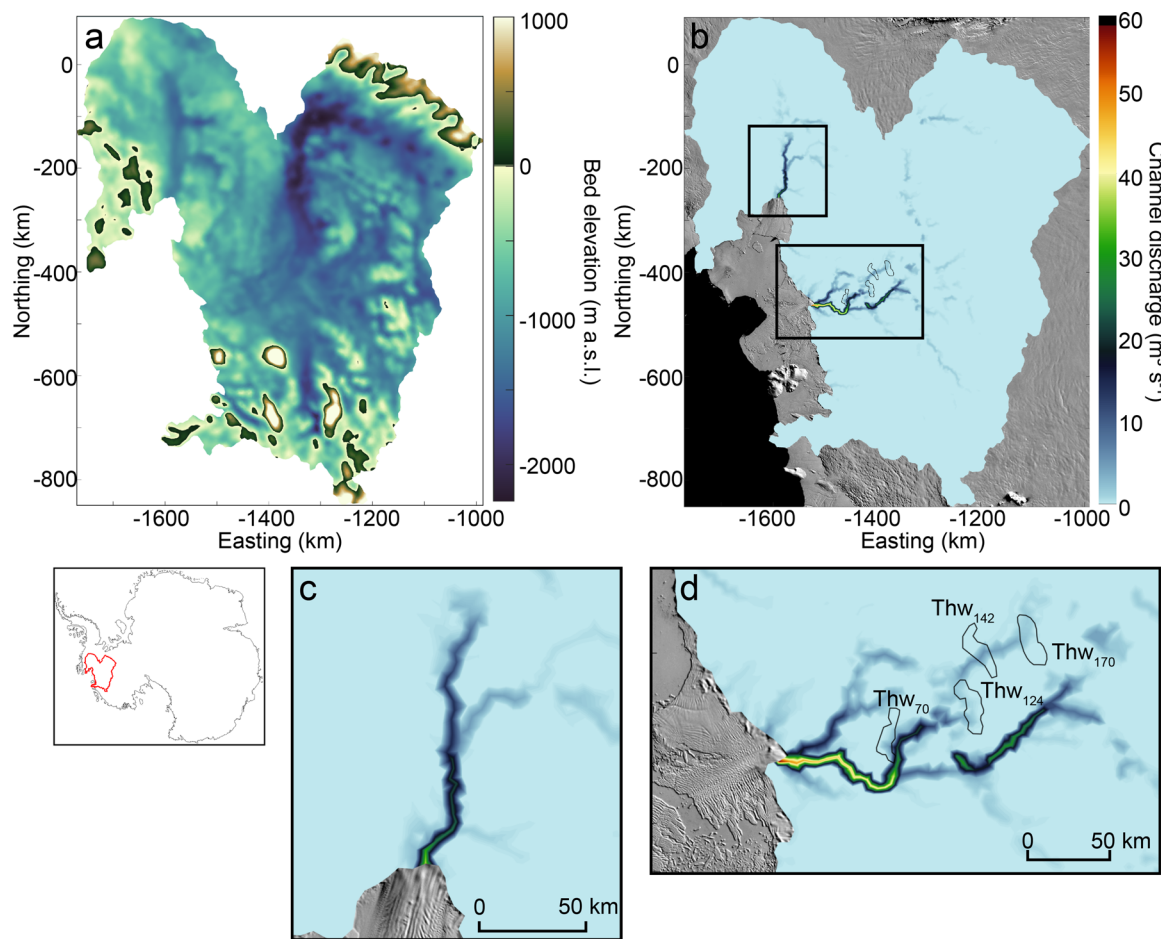 a
0
-200
-400
-600
-800
Northing (km)
-1600
-1400
-1200
-1000
Easting (km)
1000
0
-1000
-2000
Bed elevation (m a.s.l.)
b
0
-200
-400
-600
-800
Northing (km)
-1600
-1400
-1200
-1000
Easting (km)
60
50
40
30
20
10
0
Channel discharge (m³ s⁻¹)
c
0 50 km
d
Thw₁₄₂
Thw₁₇₀
Thw₁₂₄
Thw₇₀
0 50 km